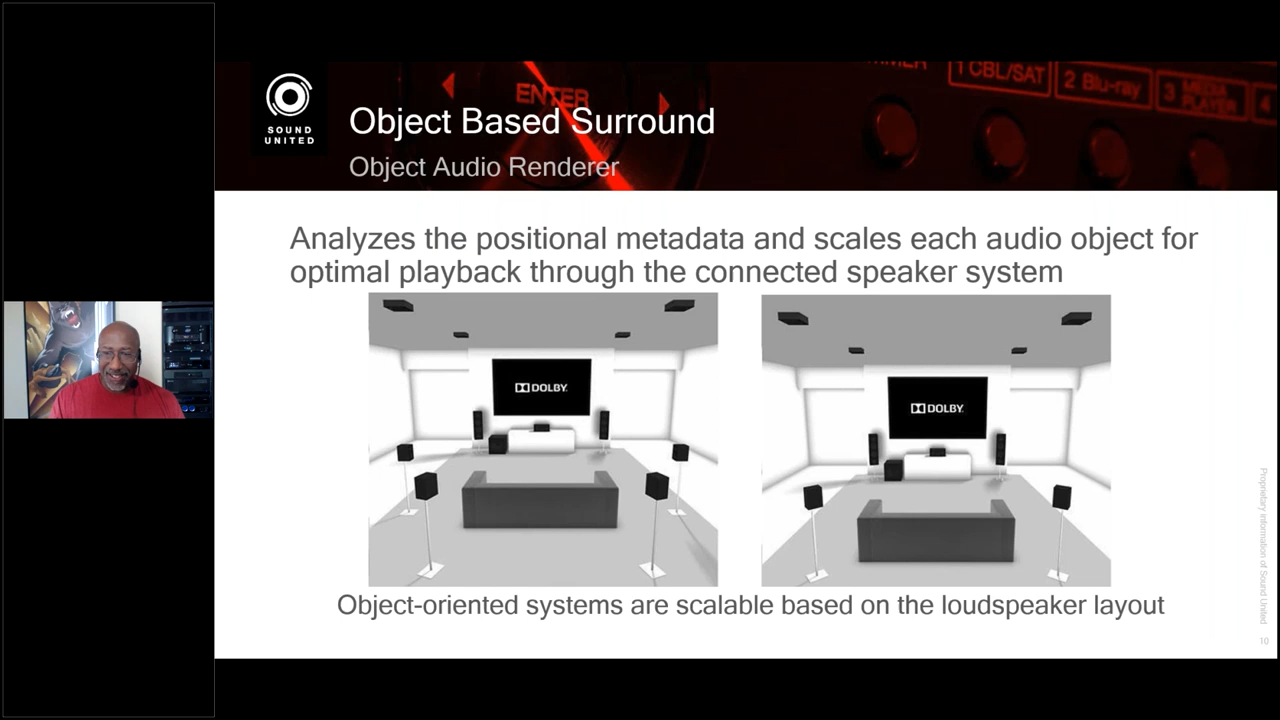 SOUND
UNITED
Object Based Surround
Object Audio Renderer
ENTER
1 CBL/SAT
2 Blu-ray
3 MEDIA
PLAYER
4
Analyzes the positional metadata and scales each audio object for
optimal playback through the connected speaker system
DOLBY
DOLBY
Object-oriented systems are scalable based on the loudspeaker layout
Proprietary information of Sound United
10